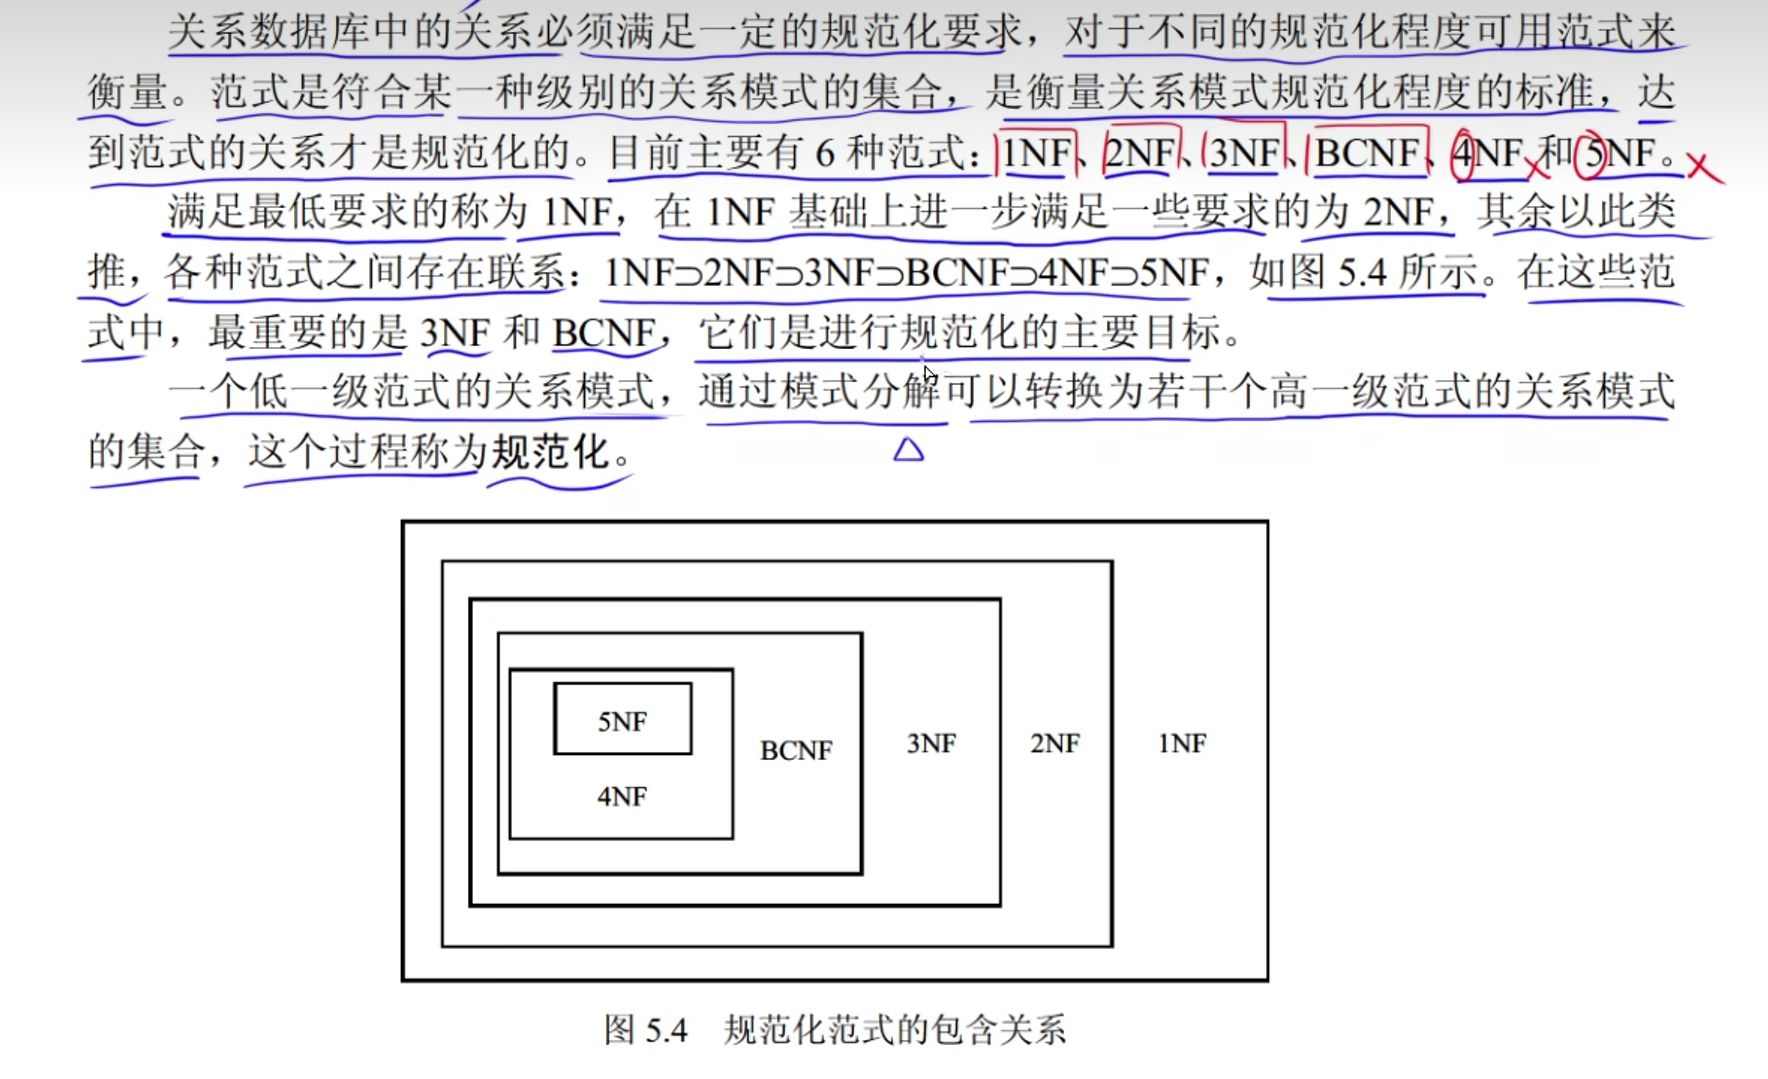 关系数据库中的关系必须满足一定的规范化要求，对于不同的规范化程度可用范式来
衡量。范式是符合某一种级别的关系模式的集合，是衡量关系模式规范化程度的标准，达
到范式的关系才是规范化的。目前主要有 6 种范式：1NF、2NF、3NF、BCNF、4NF 和 5NF。
满足最低要求的称为 1NF，在 1NF 基础上进一步满足一些要求的为 2NF，其余以此类
推，各种范式之间存在联系：1NF⊃2NF⊃3NF⊃BCNF⊃4NF⊃5NF，如图 5.4 所示。在这些范
式中，最重要的是 3NF 和 BCNF，它们是进行规范化的主要目标。
一个低一级范式的关系模式，通过模式分解可以转换为若干个高一级范式的关系模式
的集合，这个过程称为规范化。
5NF
4NF
BCNF
3NF
2NF
1NF
图 5.4 规范化范式的包含关系